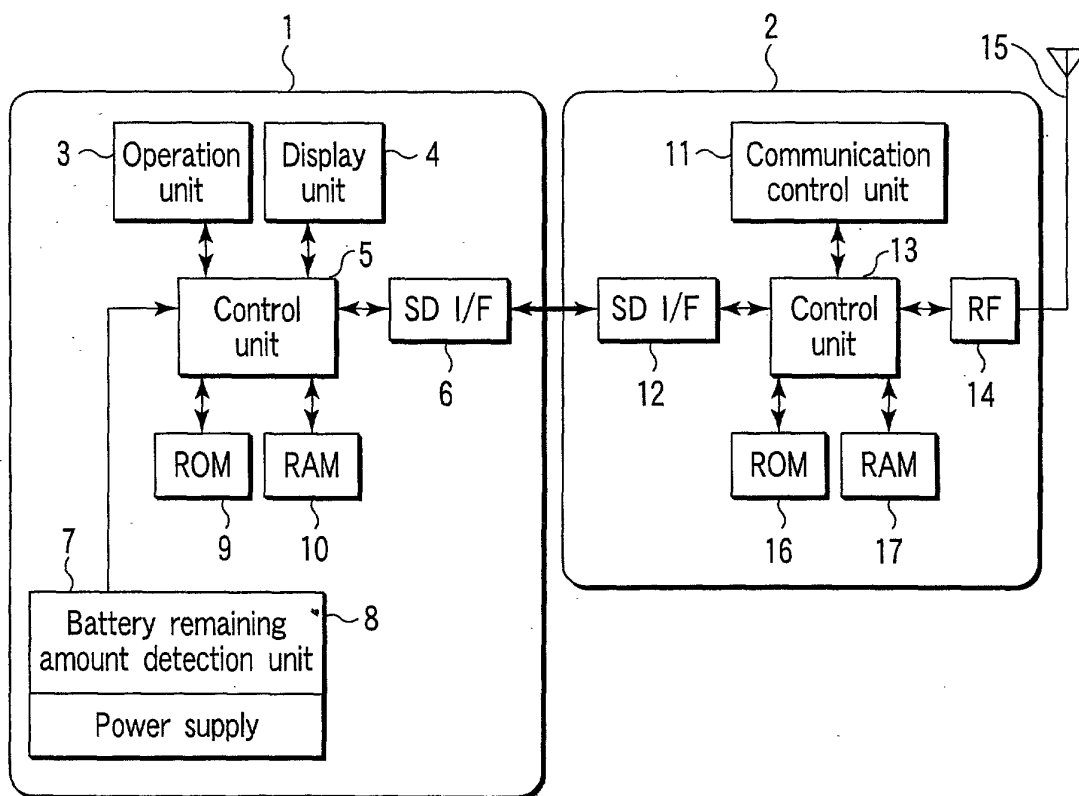 1
2
15
3
Operation
unit
Display
unit
4
11
Communication
control unit
5
13
Control
unit
SD I/F
SD I/F
Control
unit
RF
6
12
14
ROM
RAM
ROM
RAM
9
10
16
17
7
8
Battery remaining
amount detection unit
Power supply